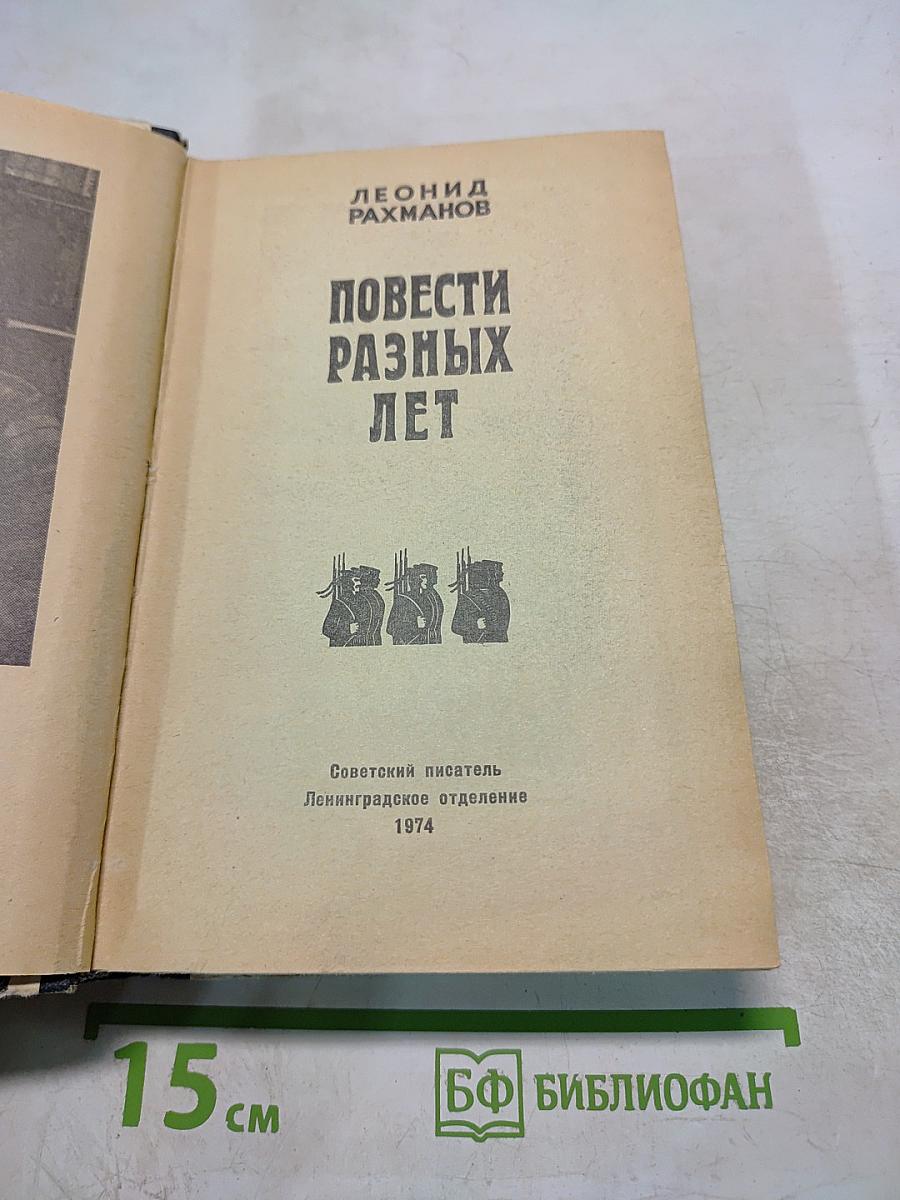 ЛЕОНИД
РАХМАНОВ
ПОВЕСТИ
РАЗНЫХ
ЛЕТ
Советский писатель
Ленинградское отделение
1974
15 см
БФ БИБЛИОФАН